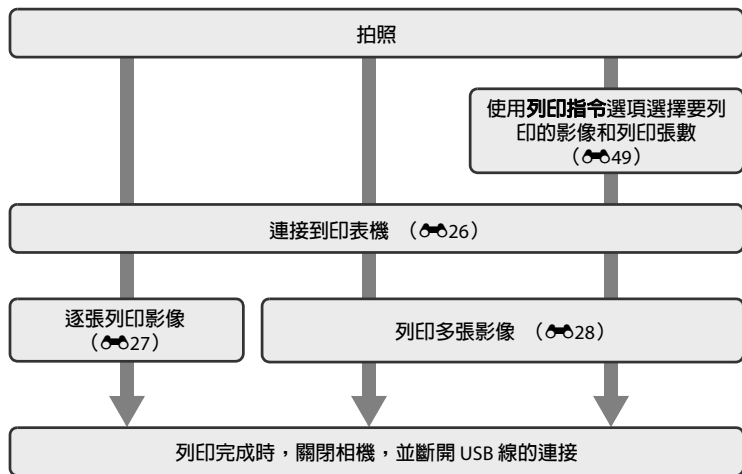 拍照
使用列印指令選項選擇要列
印的影像和列印張數
（49）
連接到印表機 （26）
逐張列印影像
（27）
列印多張影像 （28）
列印完成時，關閉相機，並斷開 USB 線的連接